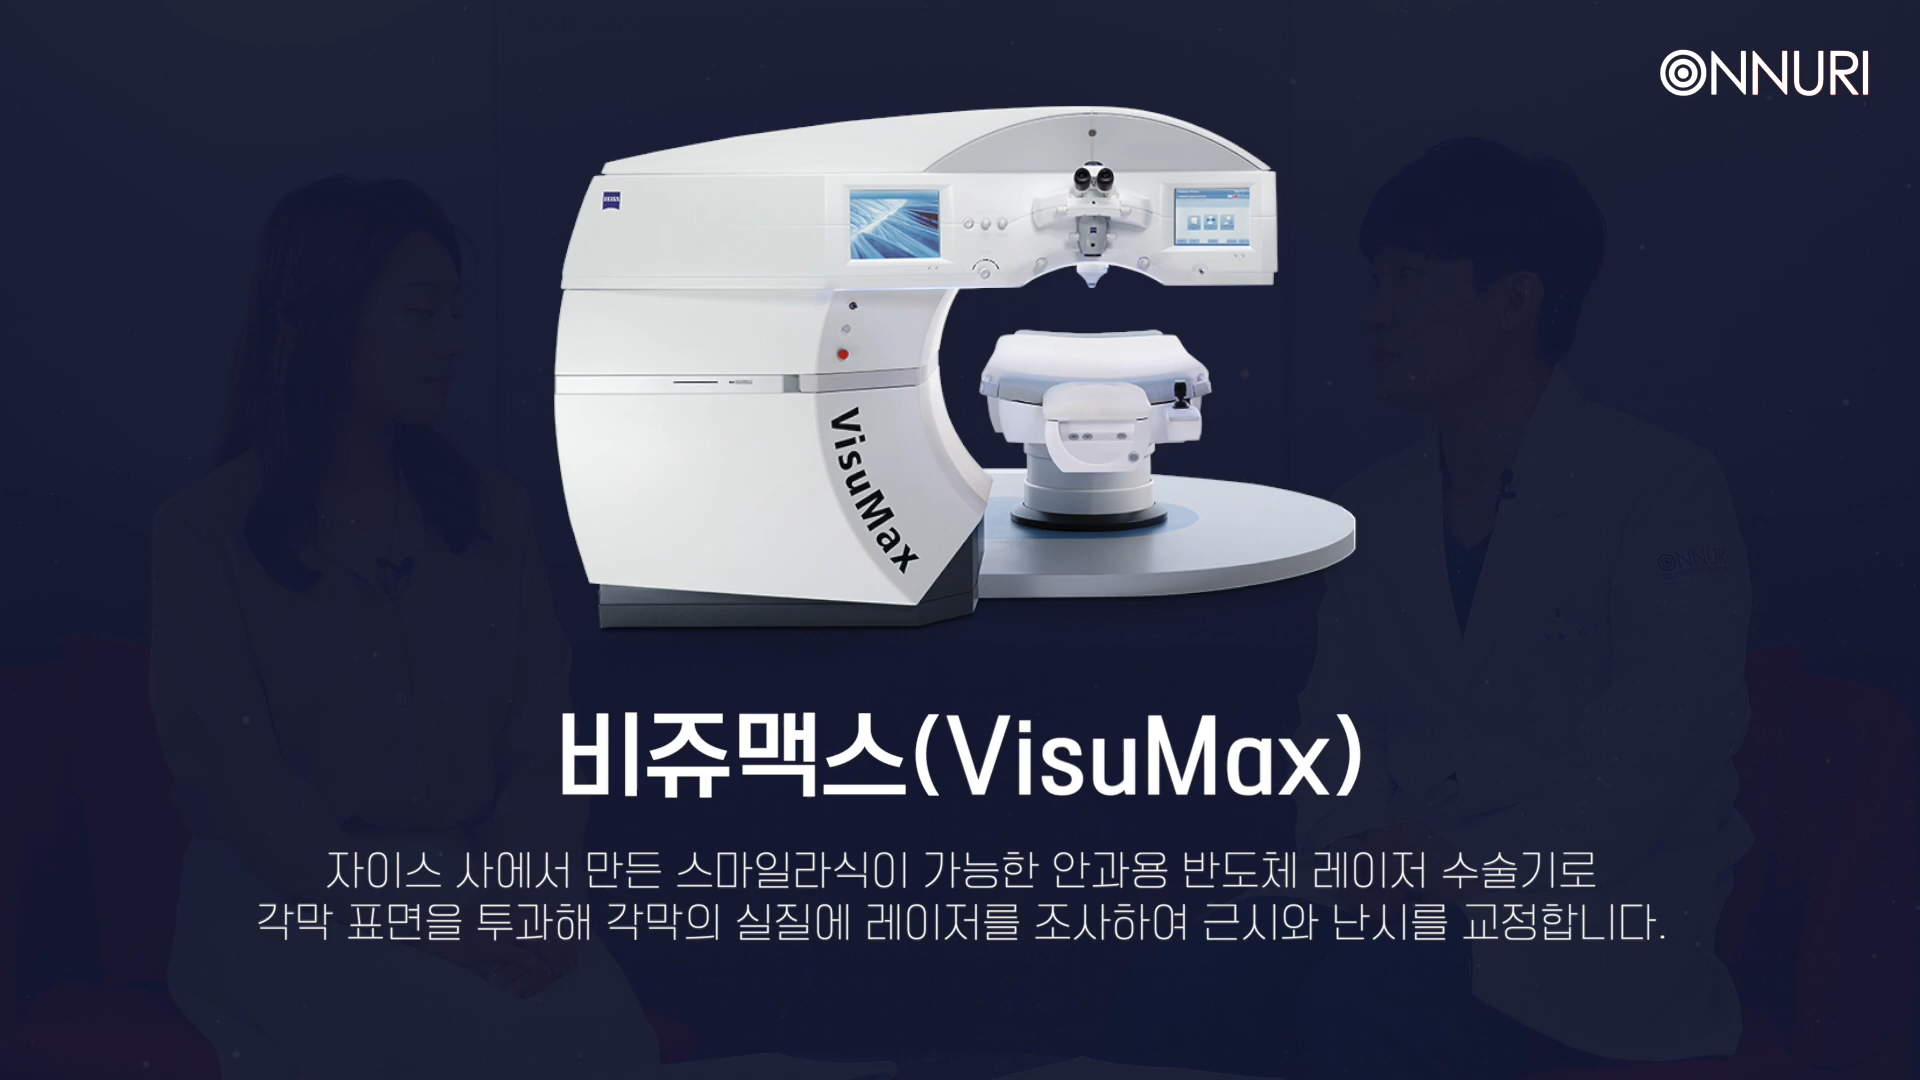 ONNURI
ZEISS
VisuMax
ONNURI
비쥬맥스(VisuMax)
자이스 사에서 만든 스마일라식이 가능한 안과용 반도체 레이저 수술기로
각막 표면을 투과해 각막의 실질에 레이저를 조사하여 근시와 난시를 교정합니다.